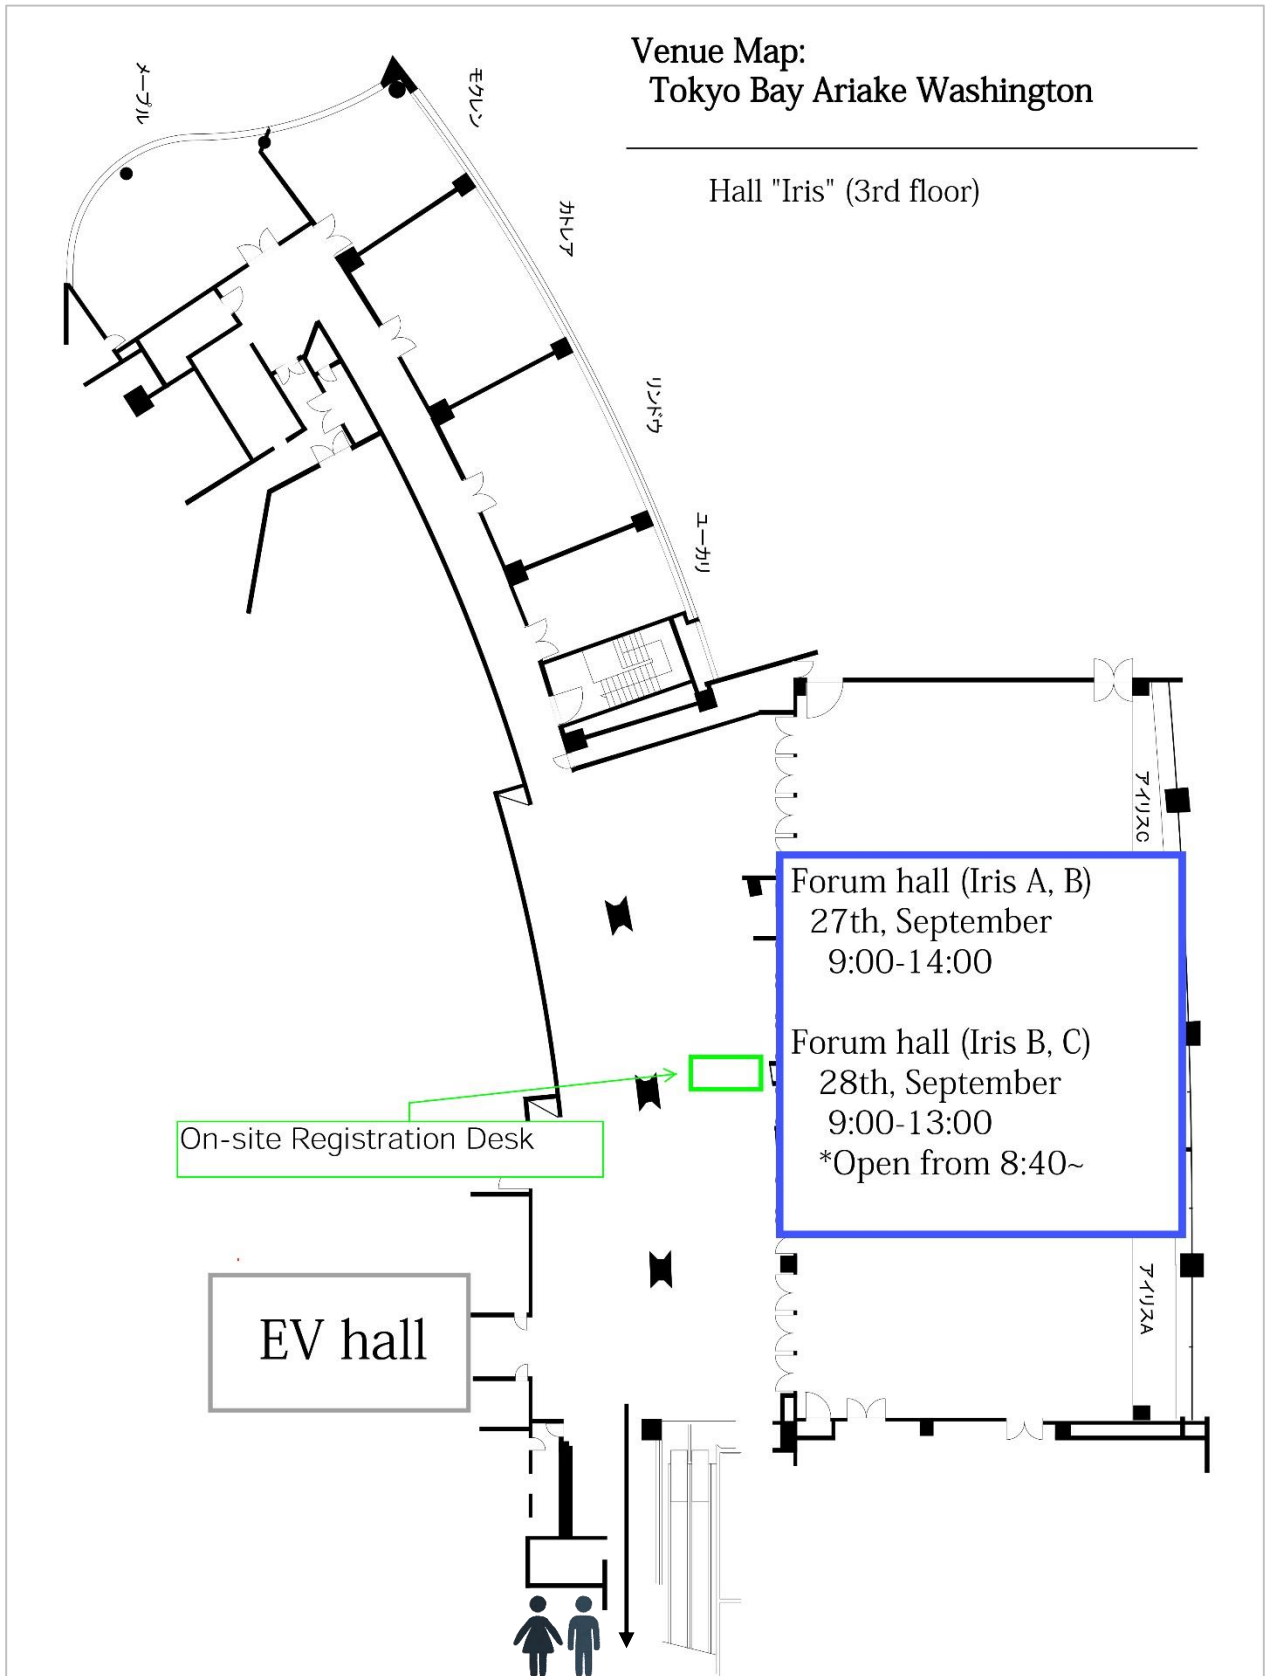 Venue Map:
Tokyo Bay Ariake Washington
Hall "Iris" (3rd floor)
メープル
モクレン
カトレア
リンドウ
ユーカリ
アイリスC
Forum hall (Iris A, B)
27th, September
9:00-14:00
Forum hall (Iris B, C)
28th, September
9:00-13:00
*Open from 8:40~
On-site Registration Desk
アイリスA
EV hall